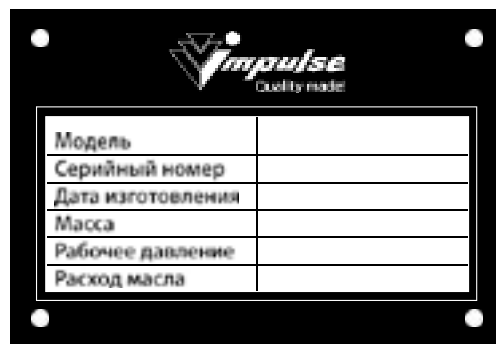 impulse
Quality made!
Модель
Серийный номер
Дата изготовления
Масса
Рабочее давление
Расход масла